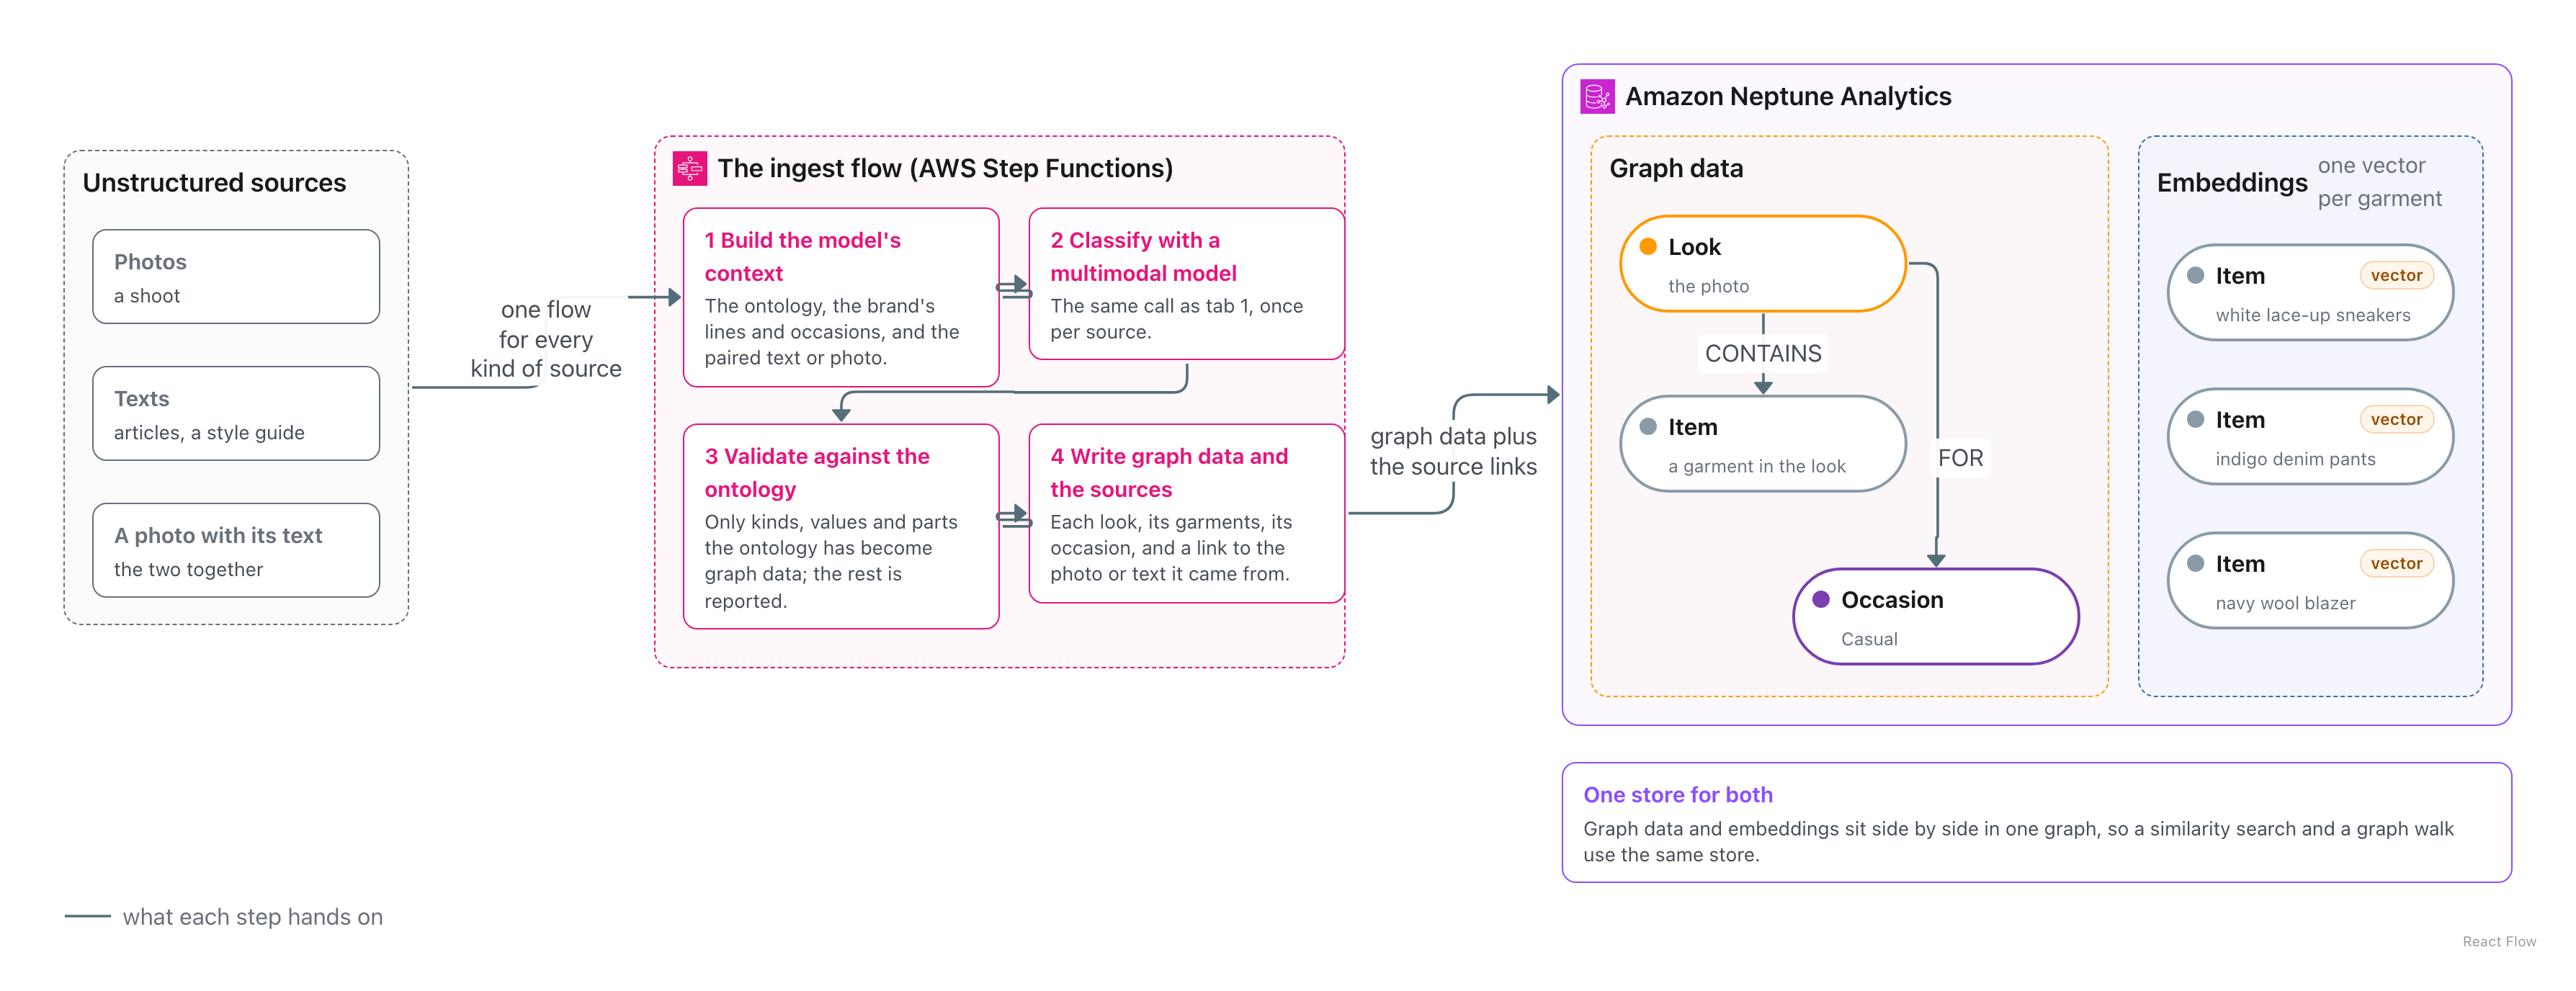 Unstructured sources
Photos
a shoot
Texts
articles, a style guide
A photo with its text
the two together
one flow
for every
kind of source
The ingest flow (AWS Step Functions)
1 Build the model's
context
The ontology, the brand's
lines and occasions, and the
paired text or photo.
2 Classify with a
multimodal model
The same call as tab 1, once
per source.
3 Validate against the
ontology
Only kinds, values and parts
the ontology has become
graph data; the rest is
reported.
4 Write graph data and
the sources
Each look, its garments, its
occasion, and a link to the
photo or text it came from.
graph data plus
the source links
Amazon Neptune Analytics
Graph data
Look
the photo
CONTAINS
Item
a garment in the look
FOR
Occasion
Casual
Embeddings
one vector
per garment
Item
vector
white lace-up sneakers
Item
vector
indigo denim pants
Item
vector
navy wool blazer
One store for both
Graph data and embeddings sit side by side in one graph, so a similarity search and a graph walk
use the same store.
what each step hands on
React Flow